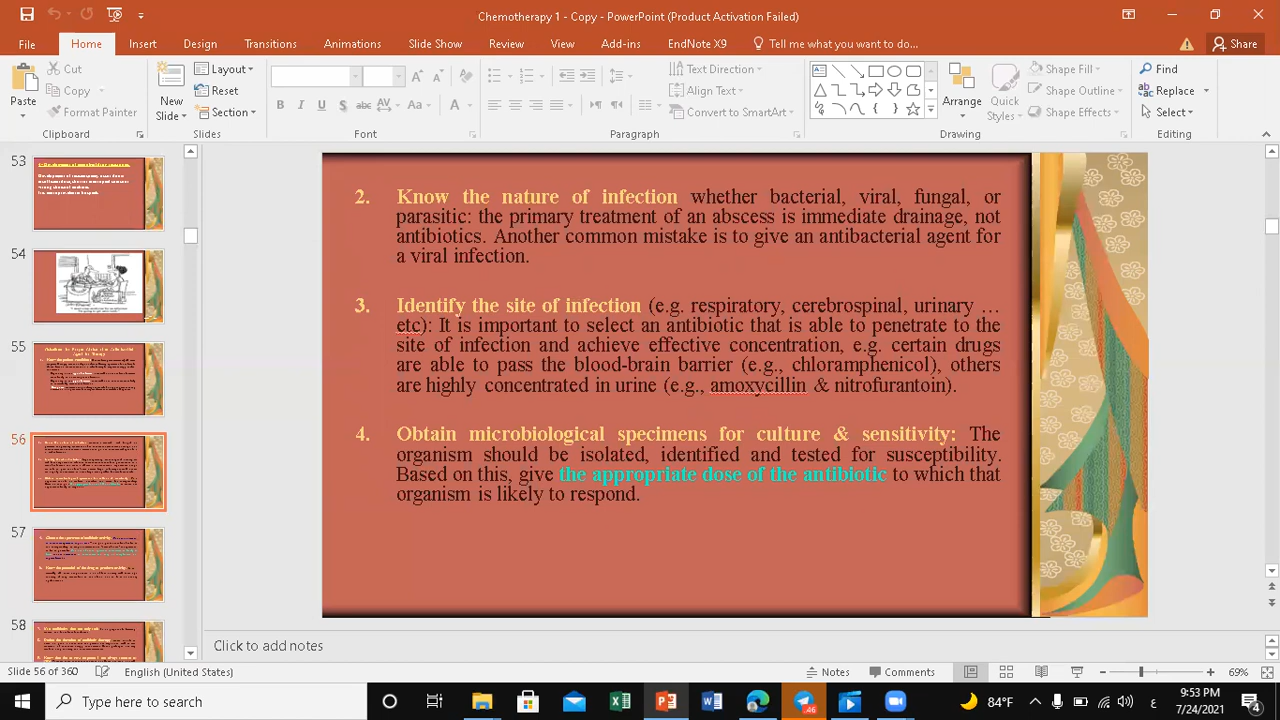 Chemotherapy 1 - Copy - PowerPoint (Product Activation Failed)
File Home Insert Design Transitions Animations Slide Show Review View Add-ins EndNote X9 Tell me what you want to do... Share
Paste
Cut
Copy
Format Painter
Clipboard
New Slide
Layout
Reset
Section
Slides
B I U S abc AV Aa A
Font
Text Direction
Align Text
Convert to SmartArt
Paragraph
Arrange
Quick Styles
Shape Fill
Shape Outline
Shape Effects
Drawing
Find
Replace
Select
Editing
53
54
55
56
57
58
2. Know the nature of infection whether bacterial, viral, fungal, or
parasitic: the primary treatment of an abscess is immediate drainage, not
antibiotics. Another common mistake is to give an antibacterial agent for
a viral infection.
3. Identify the site of infection (e.g. respiratory, cerebrospinal, urinary …
etc): It is important to select an antibiotic that is able to penetrate to the
site of infection and achieve effective concentration, e.g. certain drugs
are able to pass the blood-brain barrier (e.g., chloramphenicol), others
are highly concentrated in urine (e.g., amoxycillin & nitrofurantoin).
4. Obtain microbiological specimens for culture & sensitivity: The
organism should be isolated, identified and tested for susceptibility.
Based on this, give the appropriate dose of the antibiotic to which that
organism is likely to respond.
Click to add notes
Slide 56 of 360 English (United States) Notes Comments 69%
Type here to search
46
84°F
ع
9:53 PM
7/24/2021
4